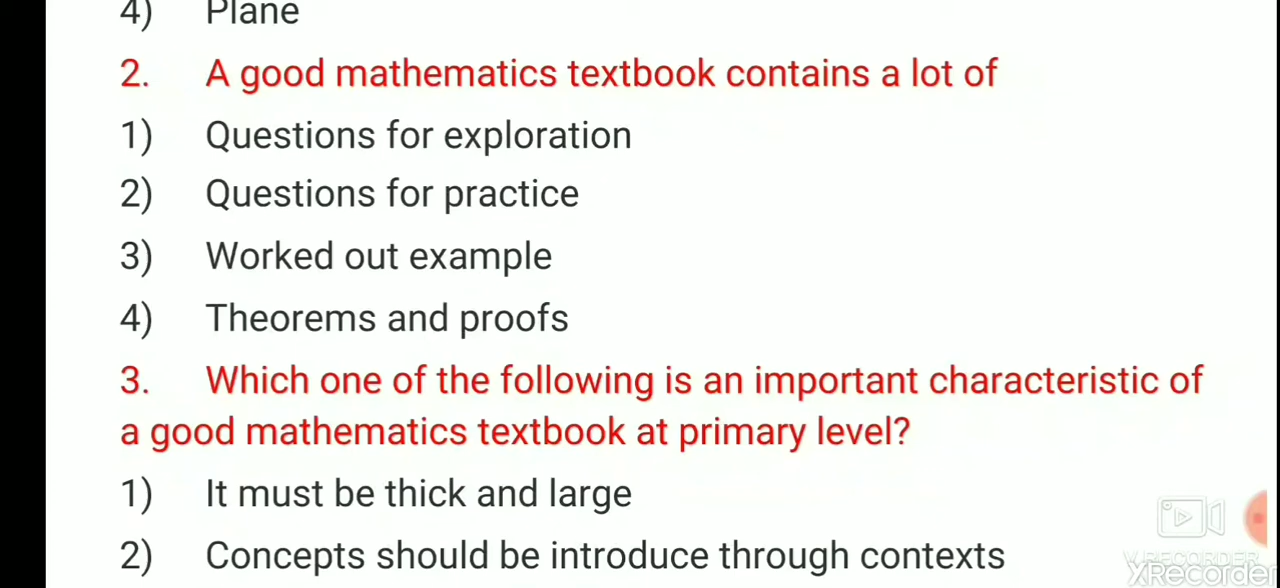 4) Plane
2. A good mathematics textbook contains a lot of
1) Questions for exploration
2) Questions for practice
3) Worked out example
4) Theorems and proofs
3. Which one of the following is an important characteristic of
a good mathematics textbook at primary level?
1) It must be thick and large
2) Concepts should be introduce through contexts
V RECORDER
XRecorder